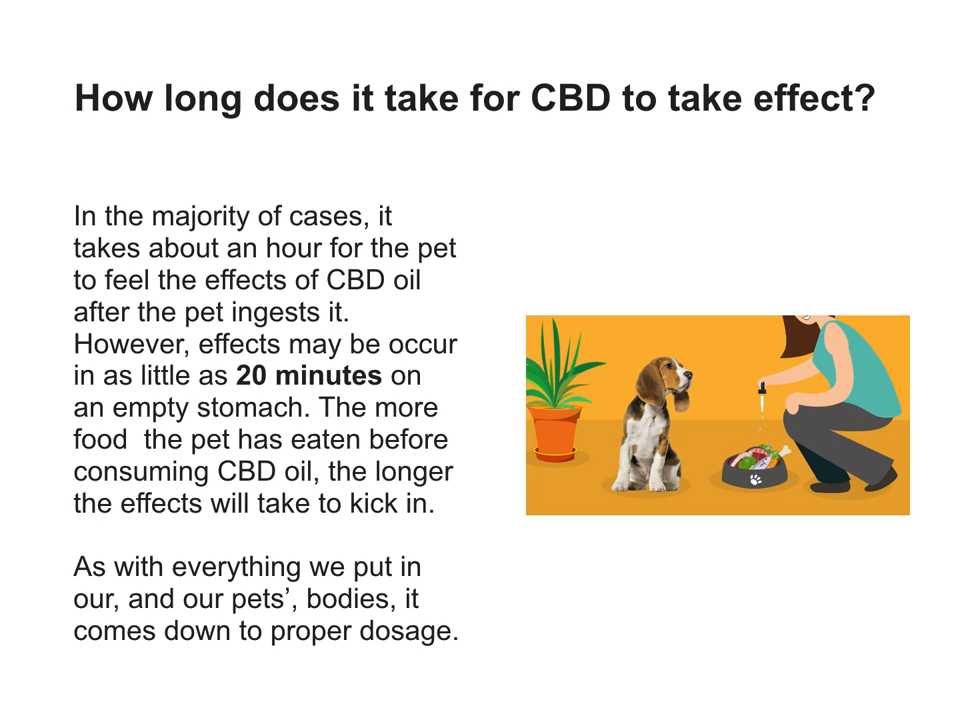 How long does it take for CBD to take effect?
In the majority of cases, it
takes about an hour for the pet
to feel the effects of CBD oil
after the pet ingests it.
However, effects may be occur
in as little as 20 minutes on
an empty stomach. The more
food  the pet has eaten before
consuming CBD oil, the longer
the effects will take to kick in.
As with everything we put in
our, and our pets’, bodies, it
comes down to proper dosage.